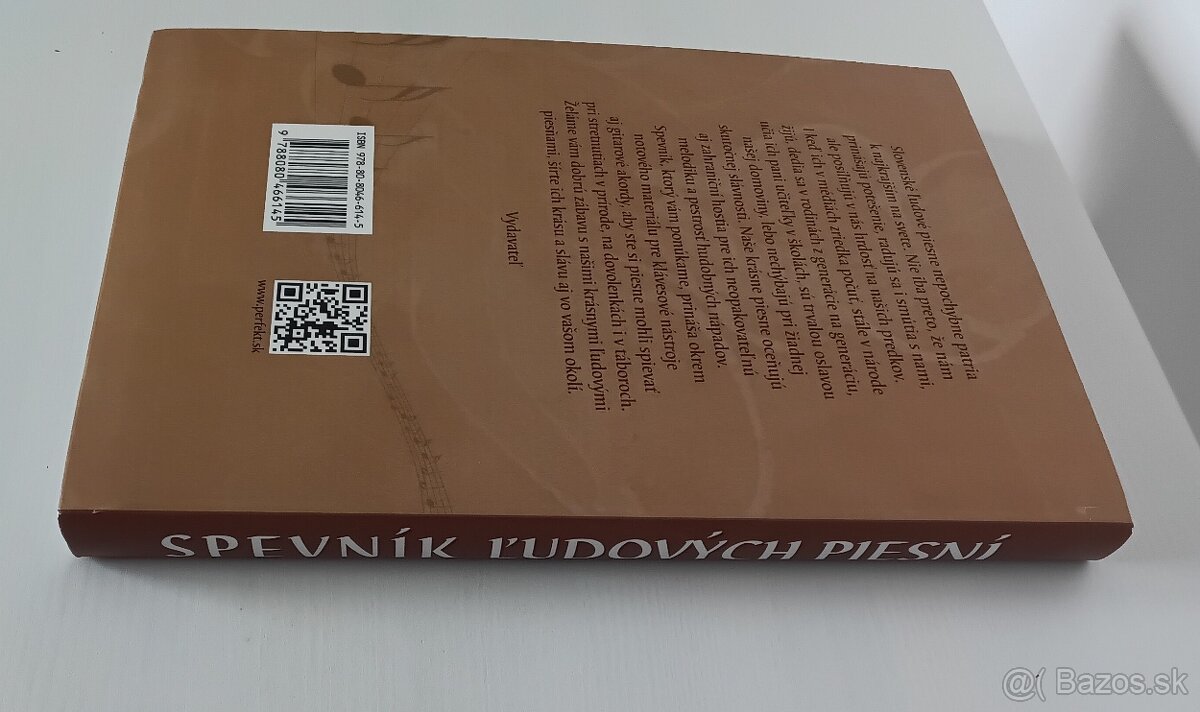 Slovenské ľudové piesne nepochybne patria
k najkrajším na svete. Nie iba preto, že nám
prinášajú potešenie, radujú sa i smútia s nami,
ale posilňujú v nás hrdosť na našich predkov.
I keď ich v médiách zriedka počuť, stále v národe
žijú, dedia sa v rodinách z generácie na generáciu,
učia ich pani učiteľky v školách, sú trvalou oslavou
našej domoviny, lebo nechýbajú pri žiadnej
skutočnej slávnosti. Naše krásne piesne oceňujú
aj zahraniční hostia pre ich neopakovateľnú
melodiku a pestrosť hudobných nápadov.
Spevník, ktorý vám ponúkame, prináša okrem
notového materiálu pre klávesové nástroje
aj gitarové akordy, aby ste si piesne mohli spievať
pri stretnutiach v prírode, na dovolenkách i v táboroch.
Želáme vám dobrú zábavu s našimi krásnymi ľudovými
piesňami, šírte ich krásu a slávu aj vo vašom okolí.
Vydavateľ
ISBN 978-80-8046-614-5
9 788080 466145
www.perfekt.sk
SPEVNÍK ĽUDOVÝCH PIESNÍ
@( Bazos.sk